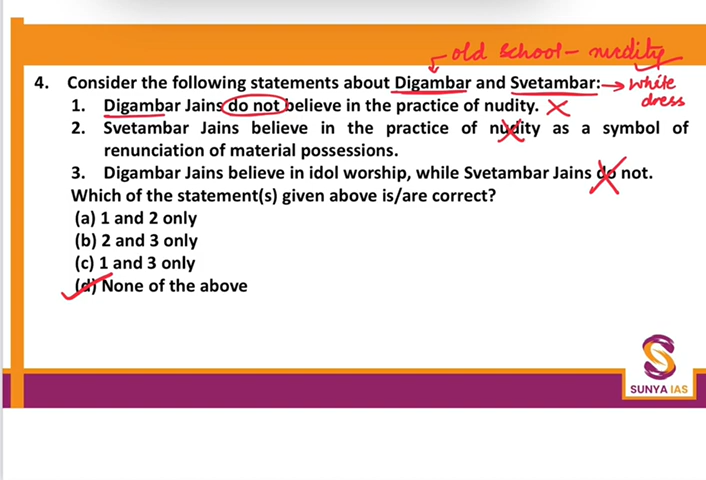 old school - nudity
4. Consider the following statements about Digambar and Svetambar: → white
dress
1. Digambar Jains do not believe in the practice of nudity.
2. Svetambar Jains believe in the practice of nudity as a symbol of
renunciation of material possessions.
3. Digambar Jains believe in idol worship, while Svetambar Jains do not.
Which of the statement(s) given above is/are correct?
(a) 1 and 2 only
(b) 2 and 3 only
(c) 1 and 3 only
(d) None of the above
SUNYA IAS